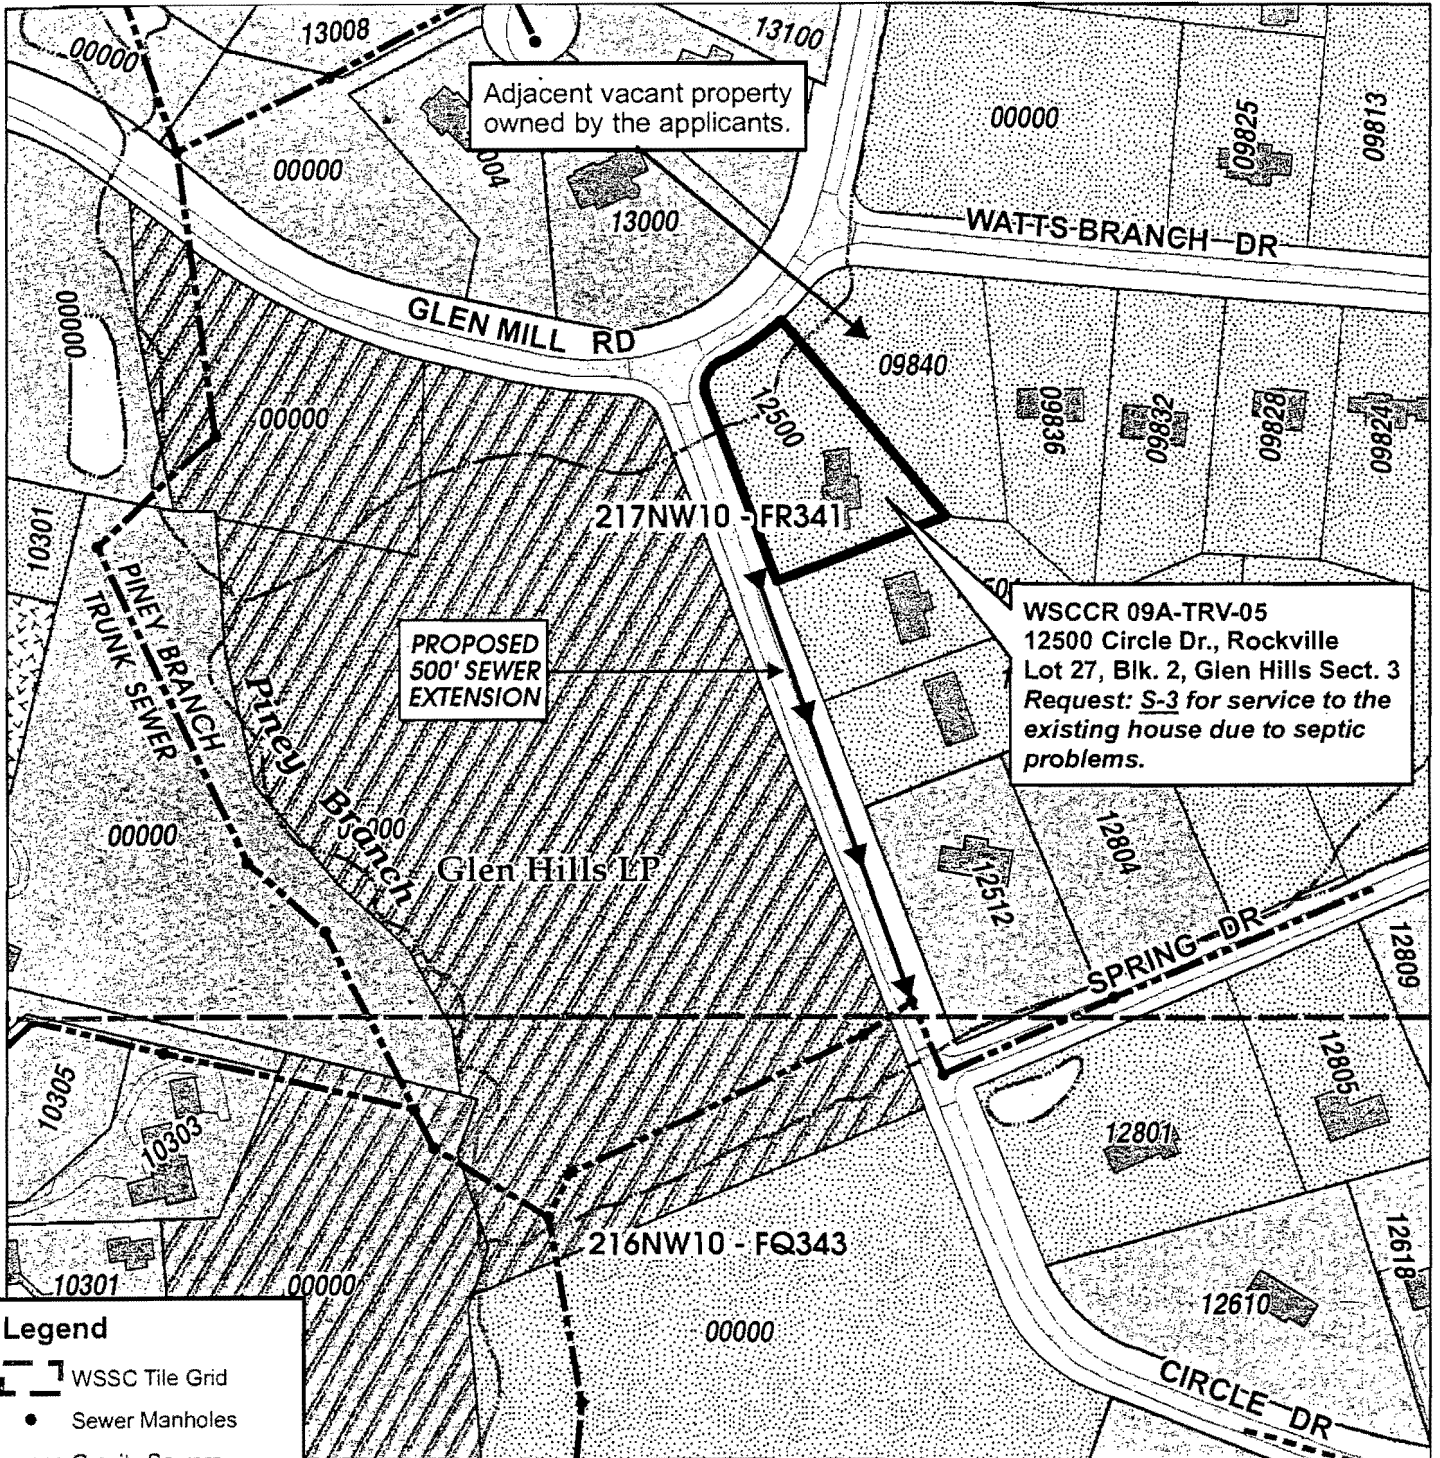 00000
13008
13100
Adjacent vacant property
owned by the applicants.
00000
09825
09813
00000
004
13000
WATTS BRANCH DR
00000
GLEN MILL RD
09840
12500
00000
09836
09832
09828
09824
217NW10 - FR341
10301
PINEY BRANCH
TRUNK SEWER
PROPOSED
500' SEWER
EXTENSION
WSCCR 09A-TRV-05
12500 Circle Dr., Rockville
Lot 27, Blk. 2, Glen Hills Sect. 3
Request: S-3 for service to the
existing house due to septic
problems.
Piney
Branch
00000
Glen Hills LP
12804
12512
SPRING DR
12809
10305
10303
12805
12801
216NW10 - FQ343
12618
10301
00000
12610
00000
CIRCLE DR
Legend
WSSC Tile Grid
Sewer Manholes